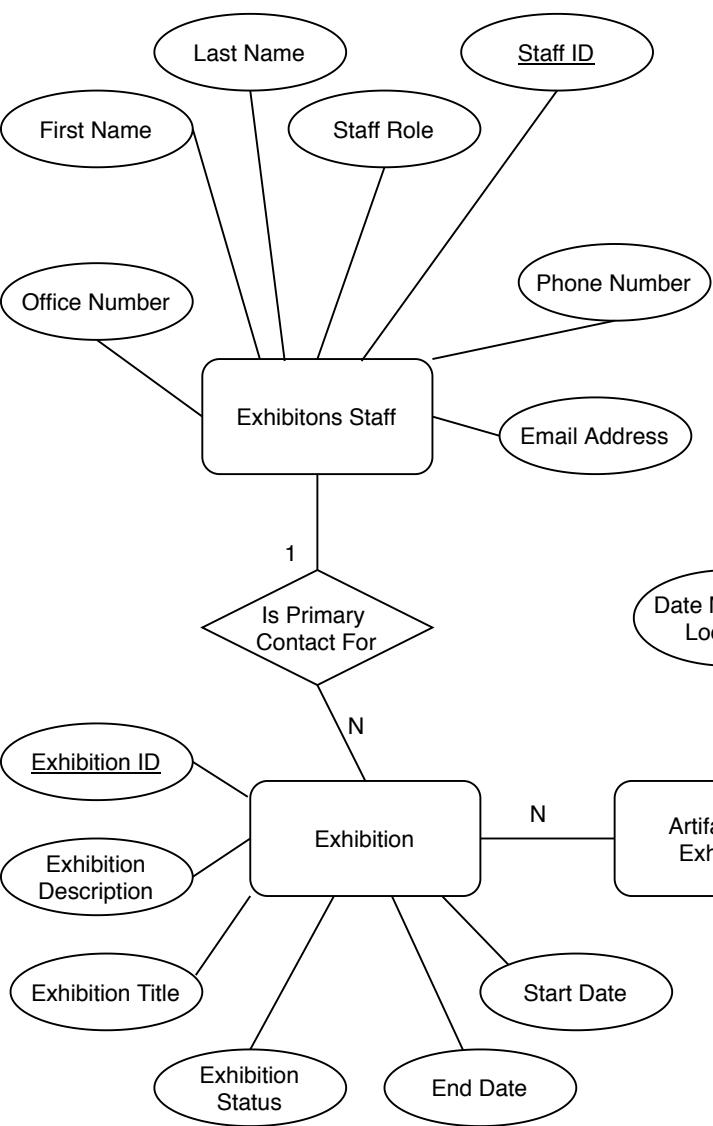 Last Name
Staff ID
First Name
Staff Role
Office Number
Phone Number
Exhibitons Staff
Email Address
1
Is Primary
Contact For
Date
N
Exhibition ID
Exhibition
N
Exhibition
Description
Exhibition Title
Start Date
Exhibition
Status
End Date